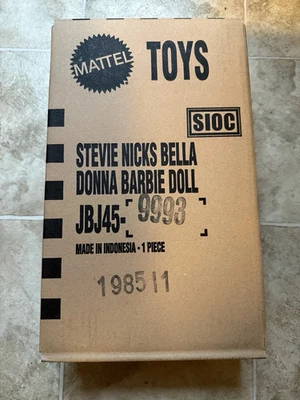 MATTEL TOYS
SIOC
STEVIE NICKS BELLA
DONNA BARBIE DOLL
JBJ45-9993
MADE IN INDONESIA - 1 PIECE
198511